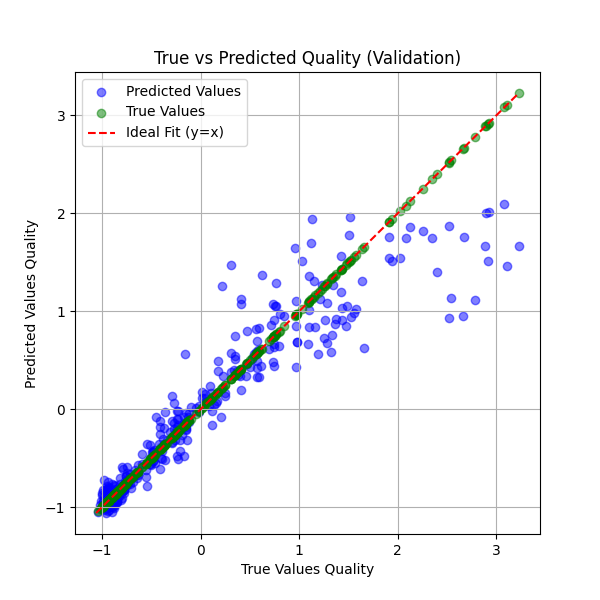 True vs Predicted Quality (Validation)
Predicted Values
True Values
Ideal Fit (y=x)
Predicted Values Quality
3
2
1
0
−1
−1 0 1 2 3
True Values Quality